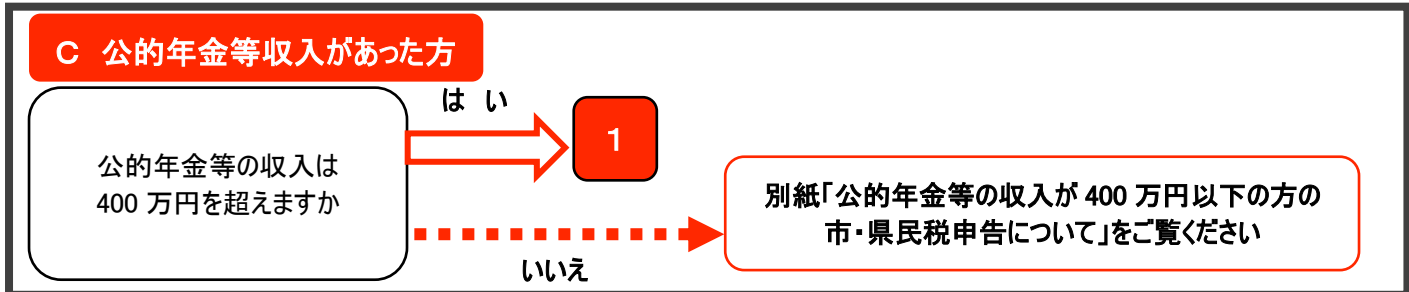 C 公的年金等収入があった方
は い
1
公的年金等の収入は
400 万円を超えますか
別紙「公的年金等の収入が 400 万円以下の方の
市・県民税申告について」をご覧ください
いいえ